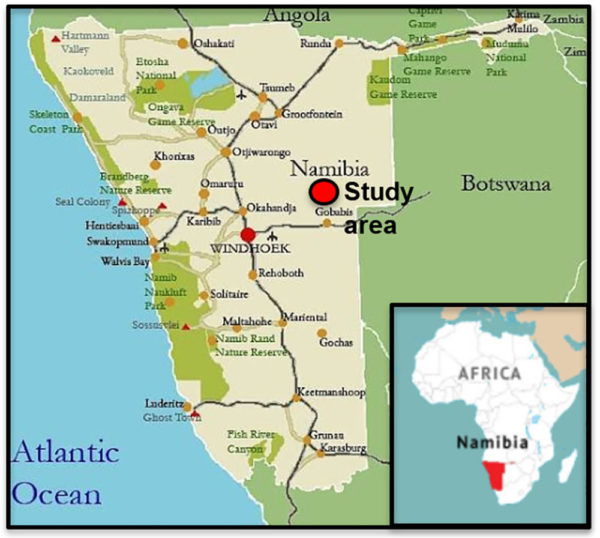 Angola
Hartmann
Valley
Oshakati
Rundu
Caprivi
Game
Park
Katima
Mulilo
Zambia
Zim
Kaokoveld
Etosha
National
Park
Mahango
Game Reserve
Mudumu
National
Park
Damaraland
Tsumeb
Kaudom
Game Reserve
Ongava
Game Reserve
Grootfontein
Skeleton
Coast Park
Outjo
Otavi
Khorixas
Otjiwarongo
Namibia
Brandberg
Nature Reserve
Omaruru
Study
area
Botswana
Seal Colony
Spitzkoppe
Karibib
Okahandja
Gobabis
Hentiesbaai
Swakopmund
WINDHOEK
Walvis Bay
Rehoboth
Namib
Naukluft
Park
Solitaire
Sossusvlei
Maltahohe
Mariental
Namib Rand
Nature Reserve
Gochas
AFRICA
Keetmanshoop
Luderitz
Ghost Town
Namibia
Fish River
Canyon
Grunau
Karasburg
Atlantic
Ocean